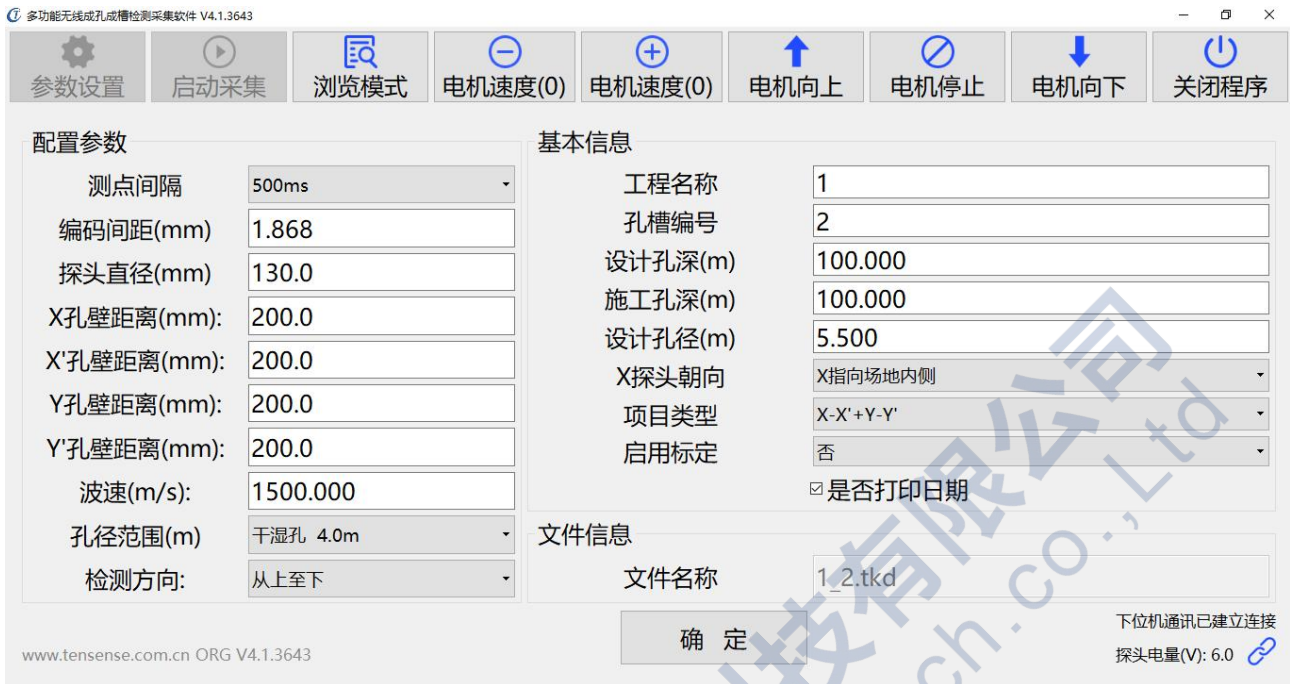 多功能无线成孔成槽检测采集软件 V4.1.3643
参数设置 启动采集 浏览模式 电机速度(0) 电机速度(0) 电机向上 电机停止 电机向下 关闭程序
配置参数
测点间隔 500ms
编码间距(mm) 1.868
探头直径(mm) 130.0
X孔壁距离(mm): 200.0
X'孔壁距离(mm): 200.0
Y孔壁距离(mm): 200.0
Y'孔壁距离(mm): 200.0
波速(m/s): 1500.000
孔径范围(m) 干湿孔 4.0m
检测方向: 从上至下
基本信息
工程名称 1
孔槽编号 2
设计孔深(m) 100.000
施工孔深(m) 100.000
设计孔径(m) 5.500
X探头朝向 X指向场地内侧
项目类型 X-X'+Y-Y'
启用标定 否
是否打印日期
文件信息
文件名称 1_2.tkd
确 定
下位机通讯已建立连接
探头电量(V): 6.0
www.tensense.com.cn ORG V4.1.3643
技有限公司
ch.co.,Ltd